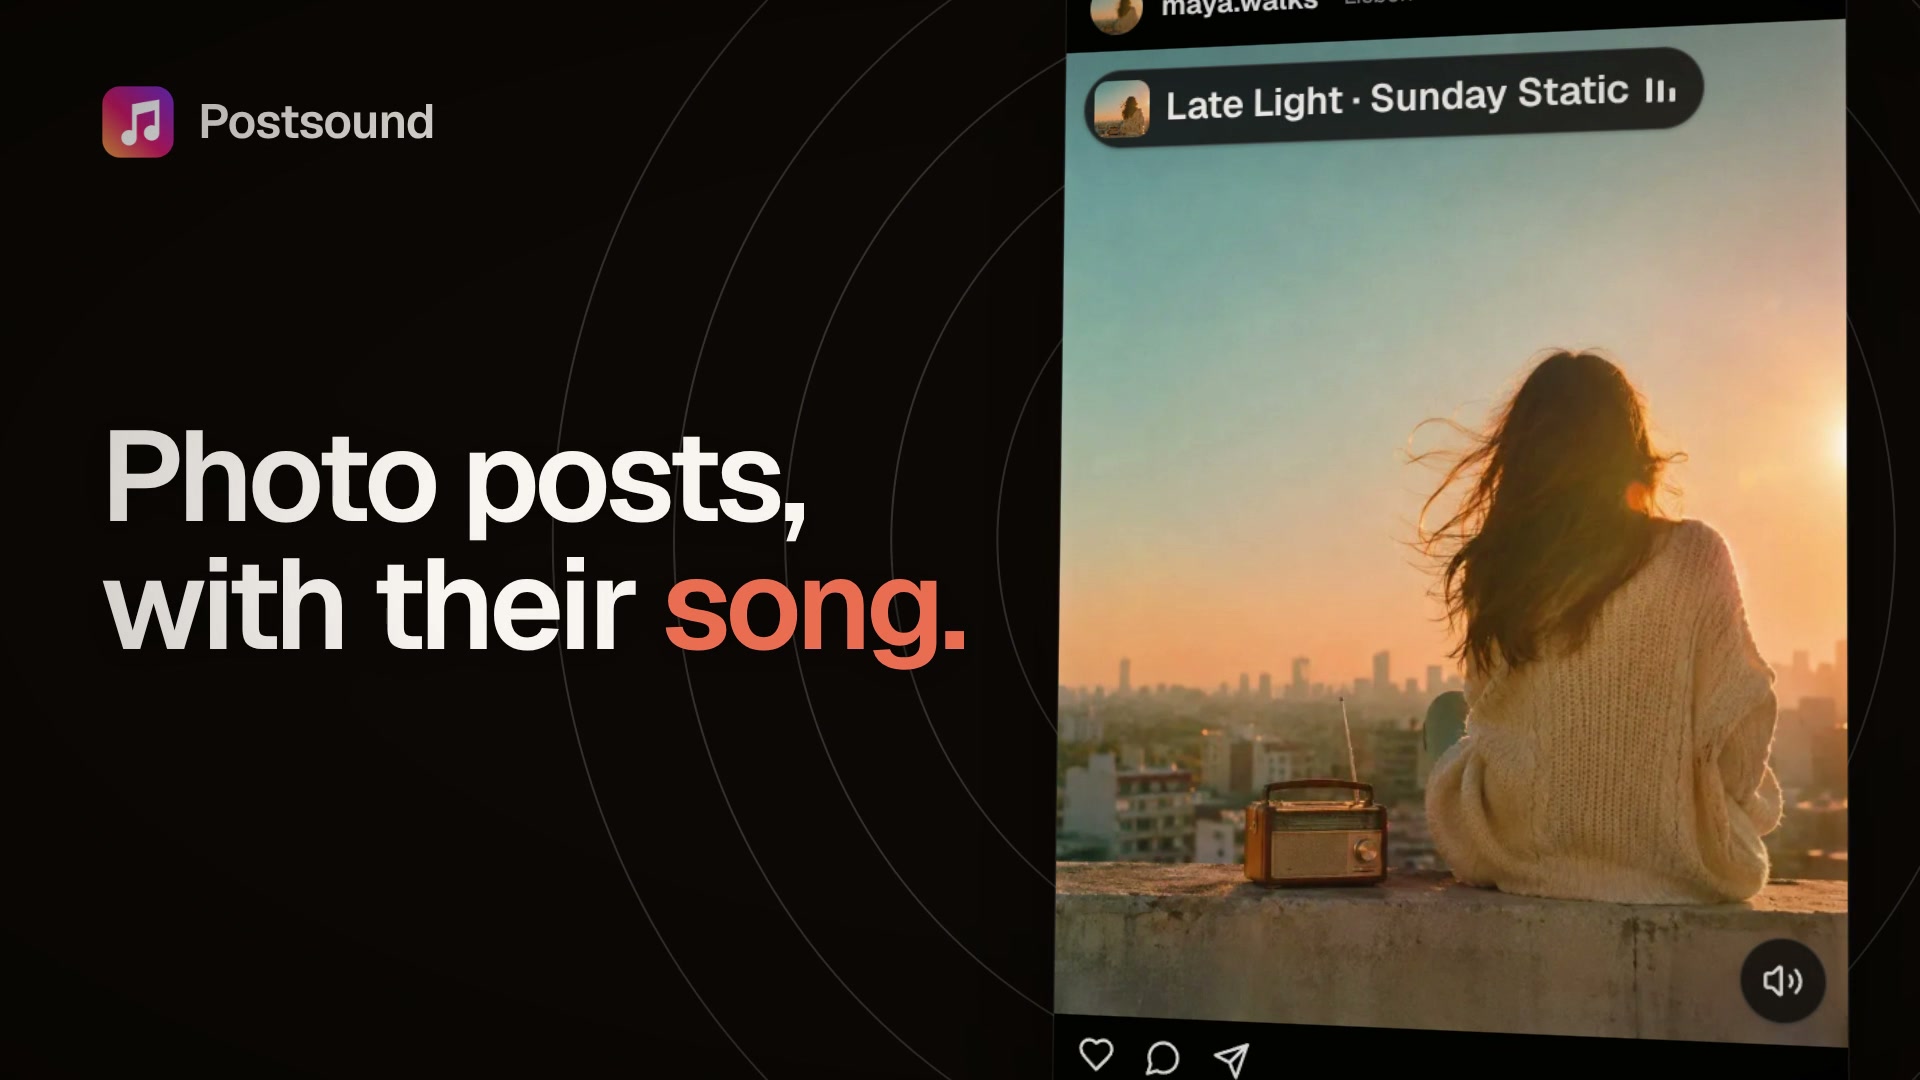 Postsound
Photo posts,
with their song.
maya.walks
Late Light · Sunday Static